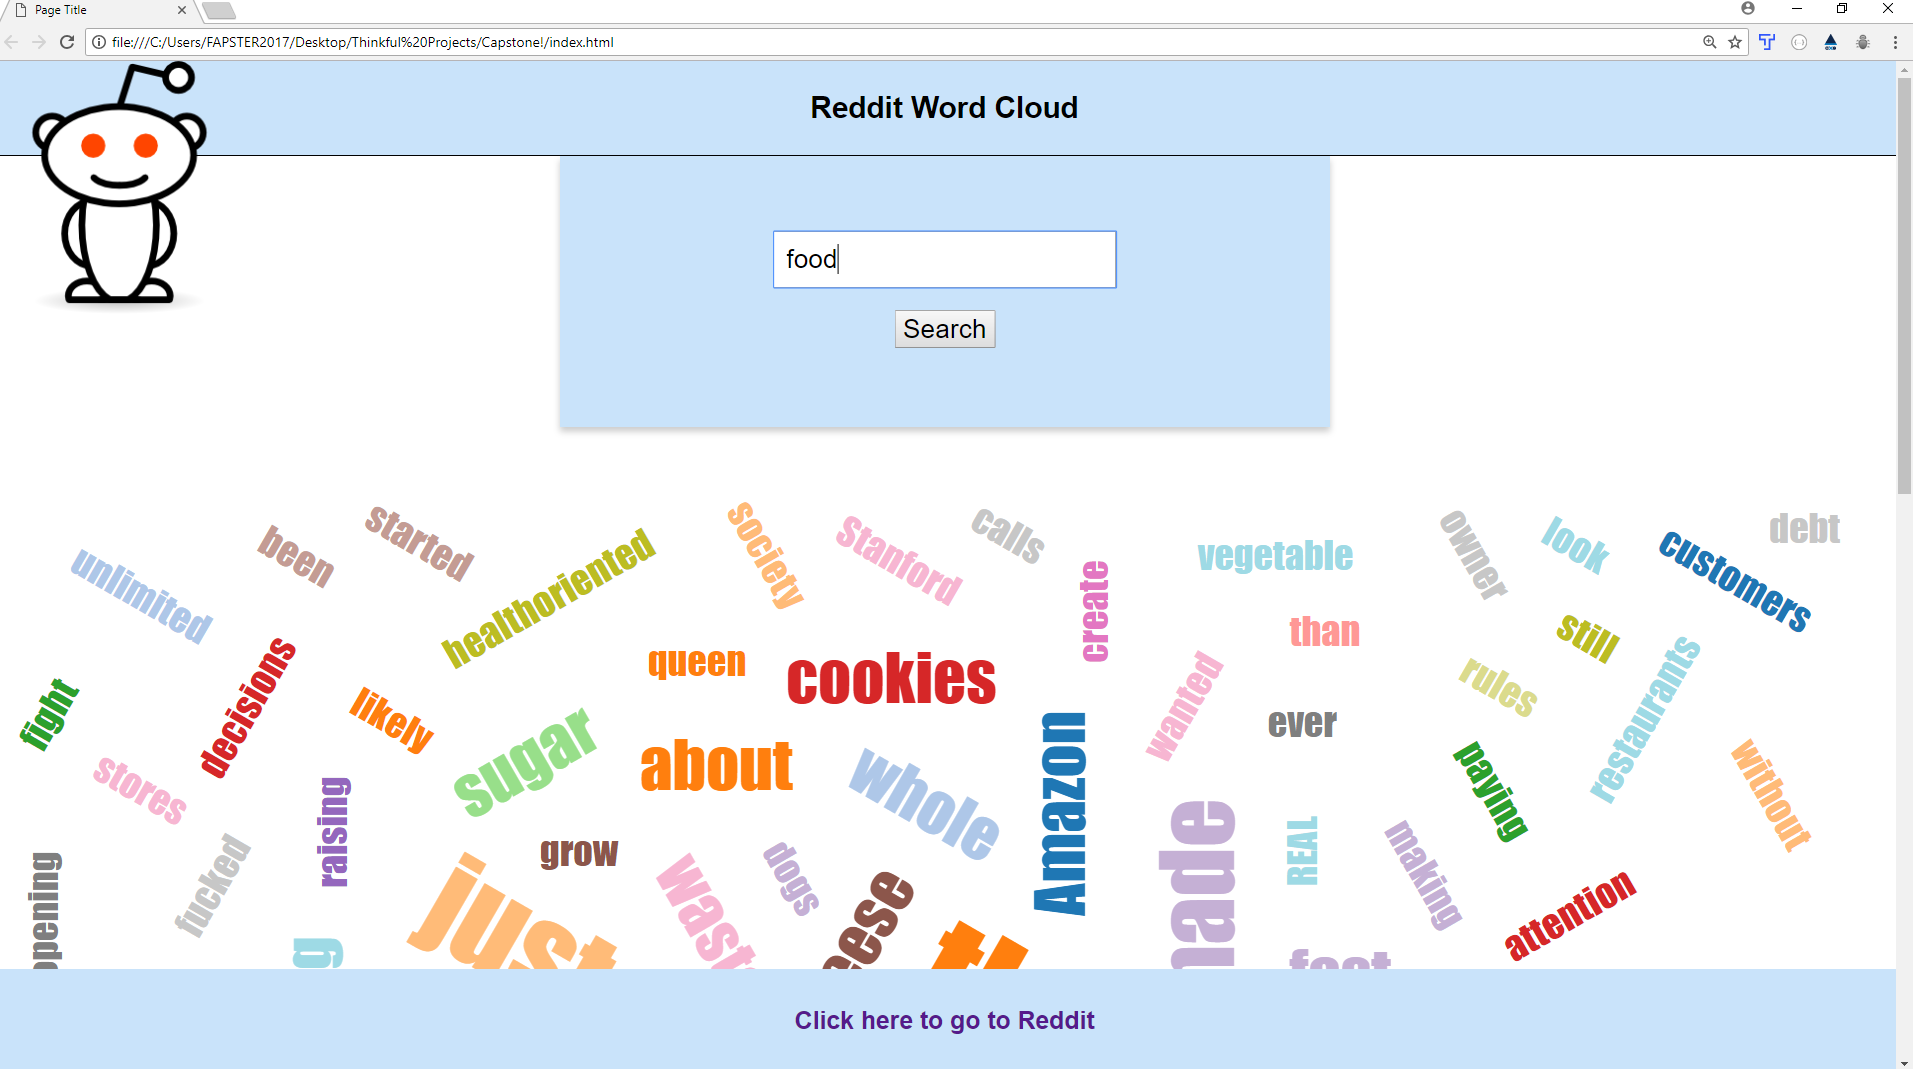 Page Title
file:///C:/Users/FAPSTER2017/Desktop/Thinkful%20Projects/Capstone!/index.html
Reddit Word Cloud
food
Search
unlimited
been
started
healthoriented
society
Stanford
calls
create
vegetable
owner
look
customers
debt
fight
decisions
likely
queen
cookies
than
wanted
still
rules
restaurants
stores
raising
sugar
about
whole
Amazon
ever
paying
without
fucked
grow
dogs
REAL
making
attention
just
Click here to go to Reddit